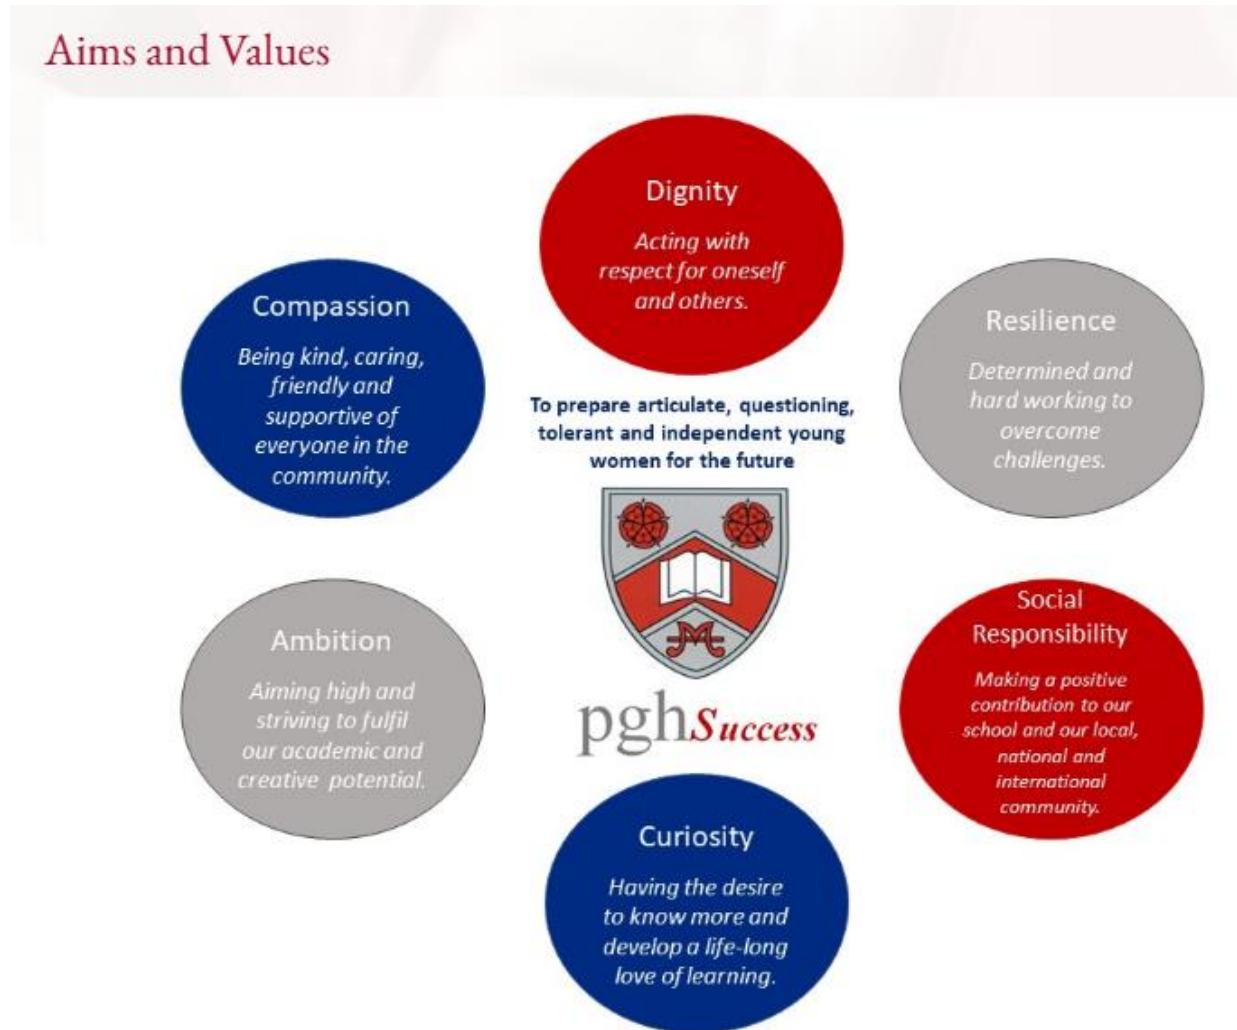 Aims and Values
Dignity
Acting with
respect for oneself
and others.
Compassion
Being kind, caring,
friendly and
supportive of
everyone in the
community.
Resilience
Determined and
hard working to
overcome
challenges.
To prepare articulate, questioning,
tolerant and independent young
women for the future
Ambition
Aiming high and
striving to fulfil
our academic and
creative potential.
pghSuccess
Social
Responsibility
Making a positive
contribution to our
school and our local,
national and
international
community.
Curiosity
Having the desire
to know more and
develop a life-long
love of learning.